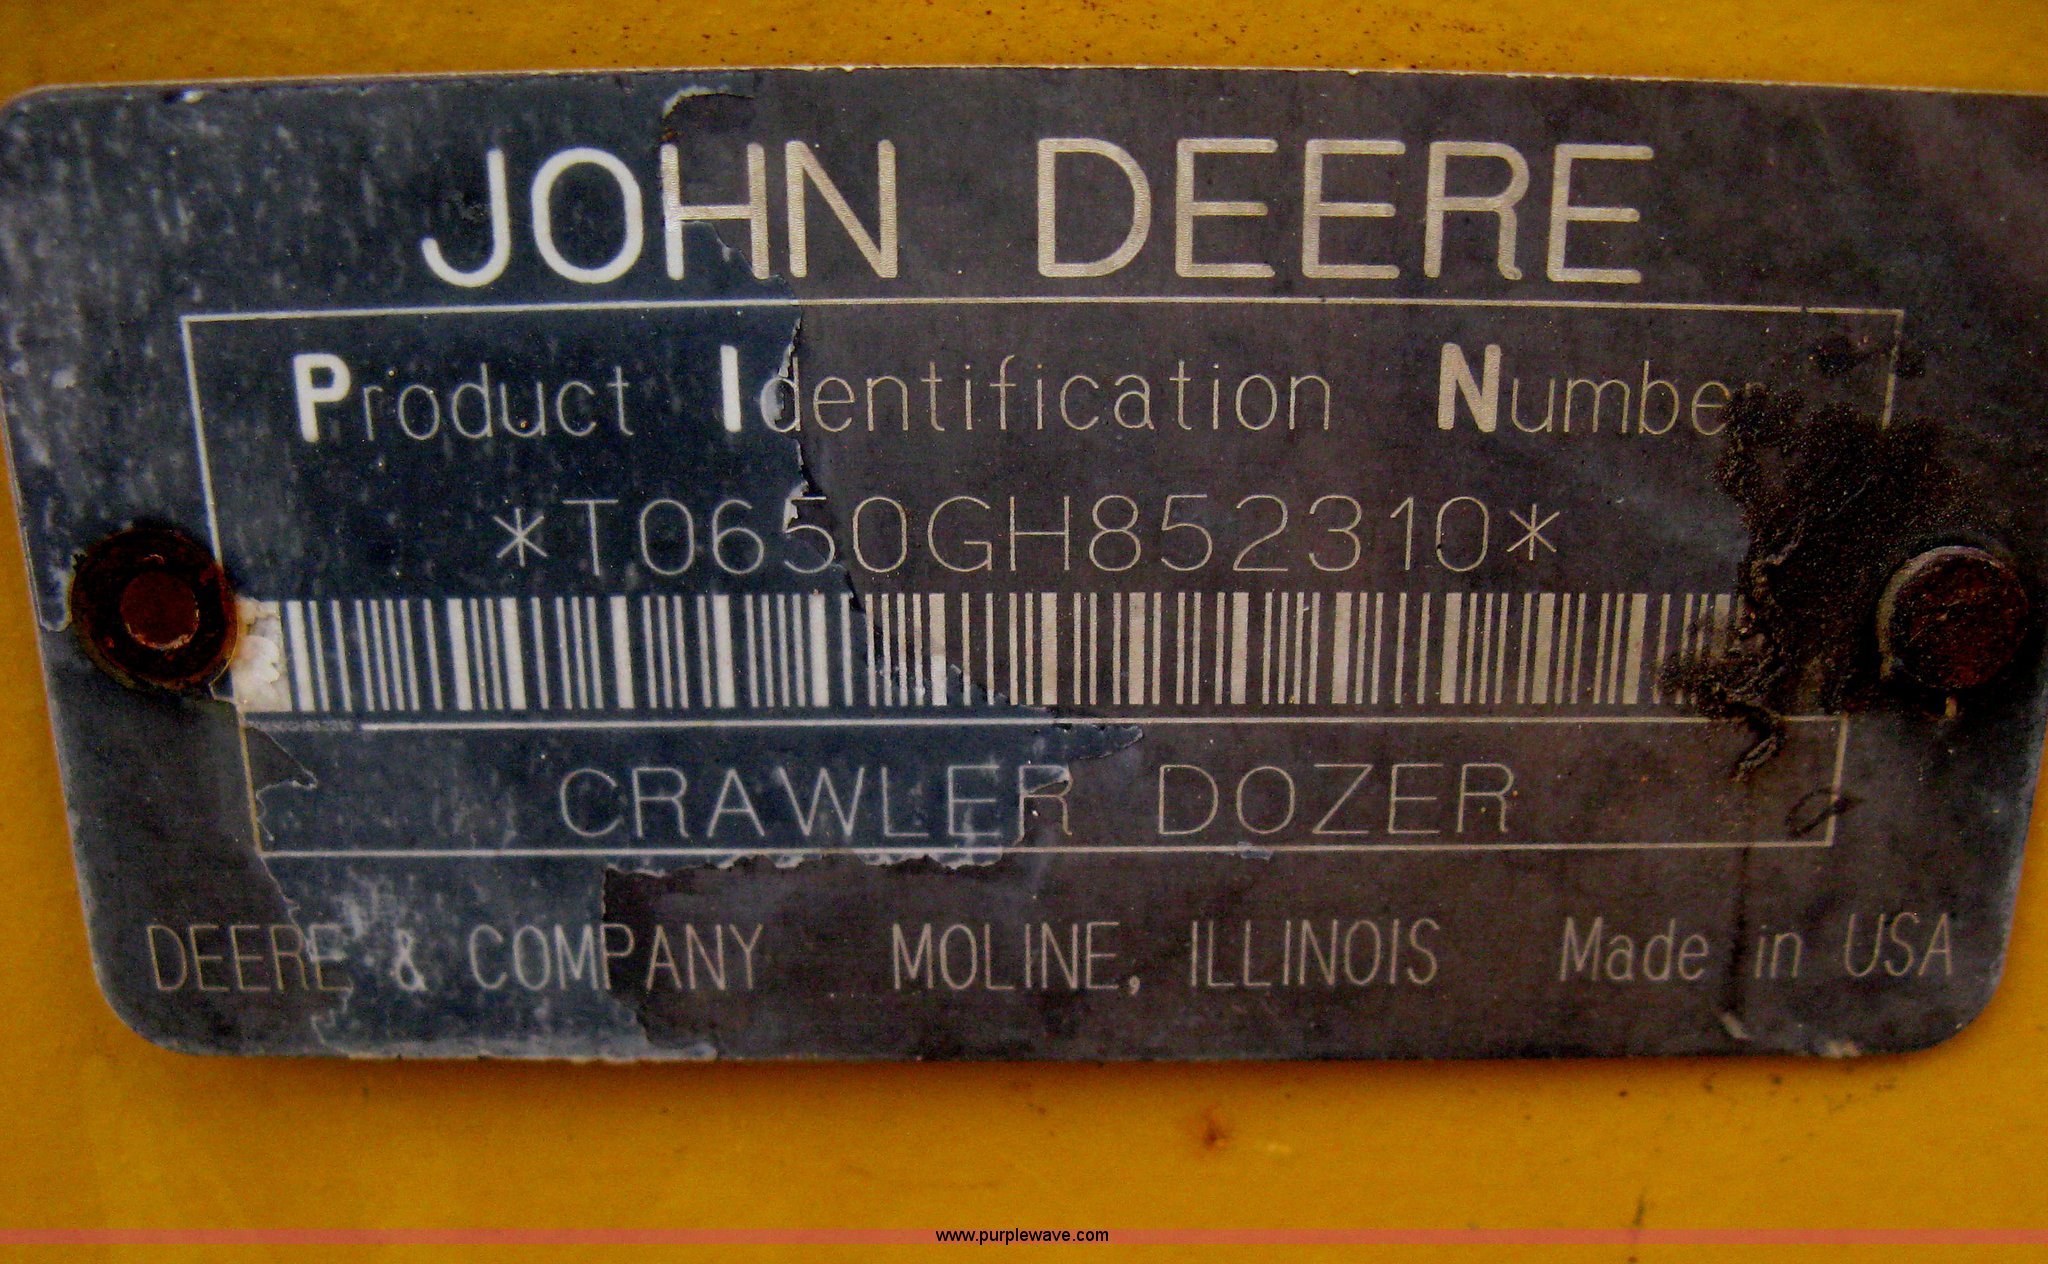 JOHN DEERE
Product Identification Number
*T0650GH852310*
CRAWLER DOZER
DEERE & COMPANY MOLINE, ILLINOIS Made in USA
www.purplewave.com